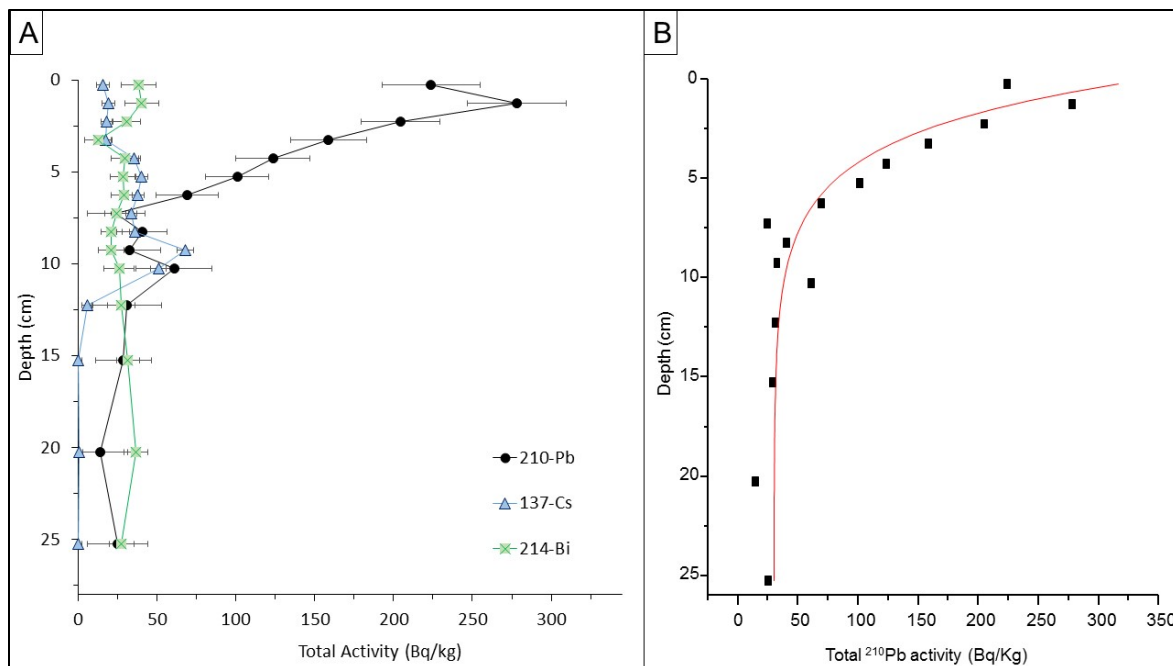 A
0
5
10
15
20
25
Depth (cm)
210-Pb
137-Cs
214-Bi
0 50 100 150 200 250 300
Total Activity (Bq/kg)
B
0
5
10
15
20
25
Depth (cm)
0 50 100 150 200 250 300 350
Total ²¹⁰Pb activity (Bq/Kg)